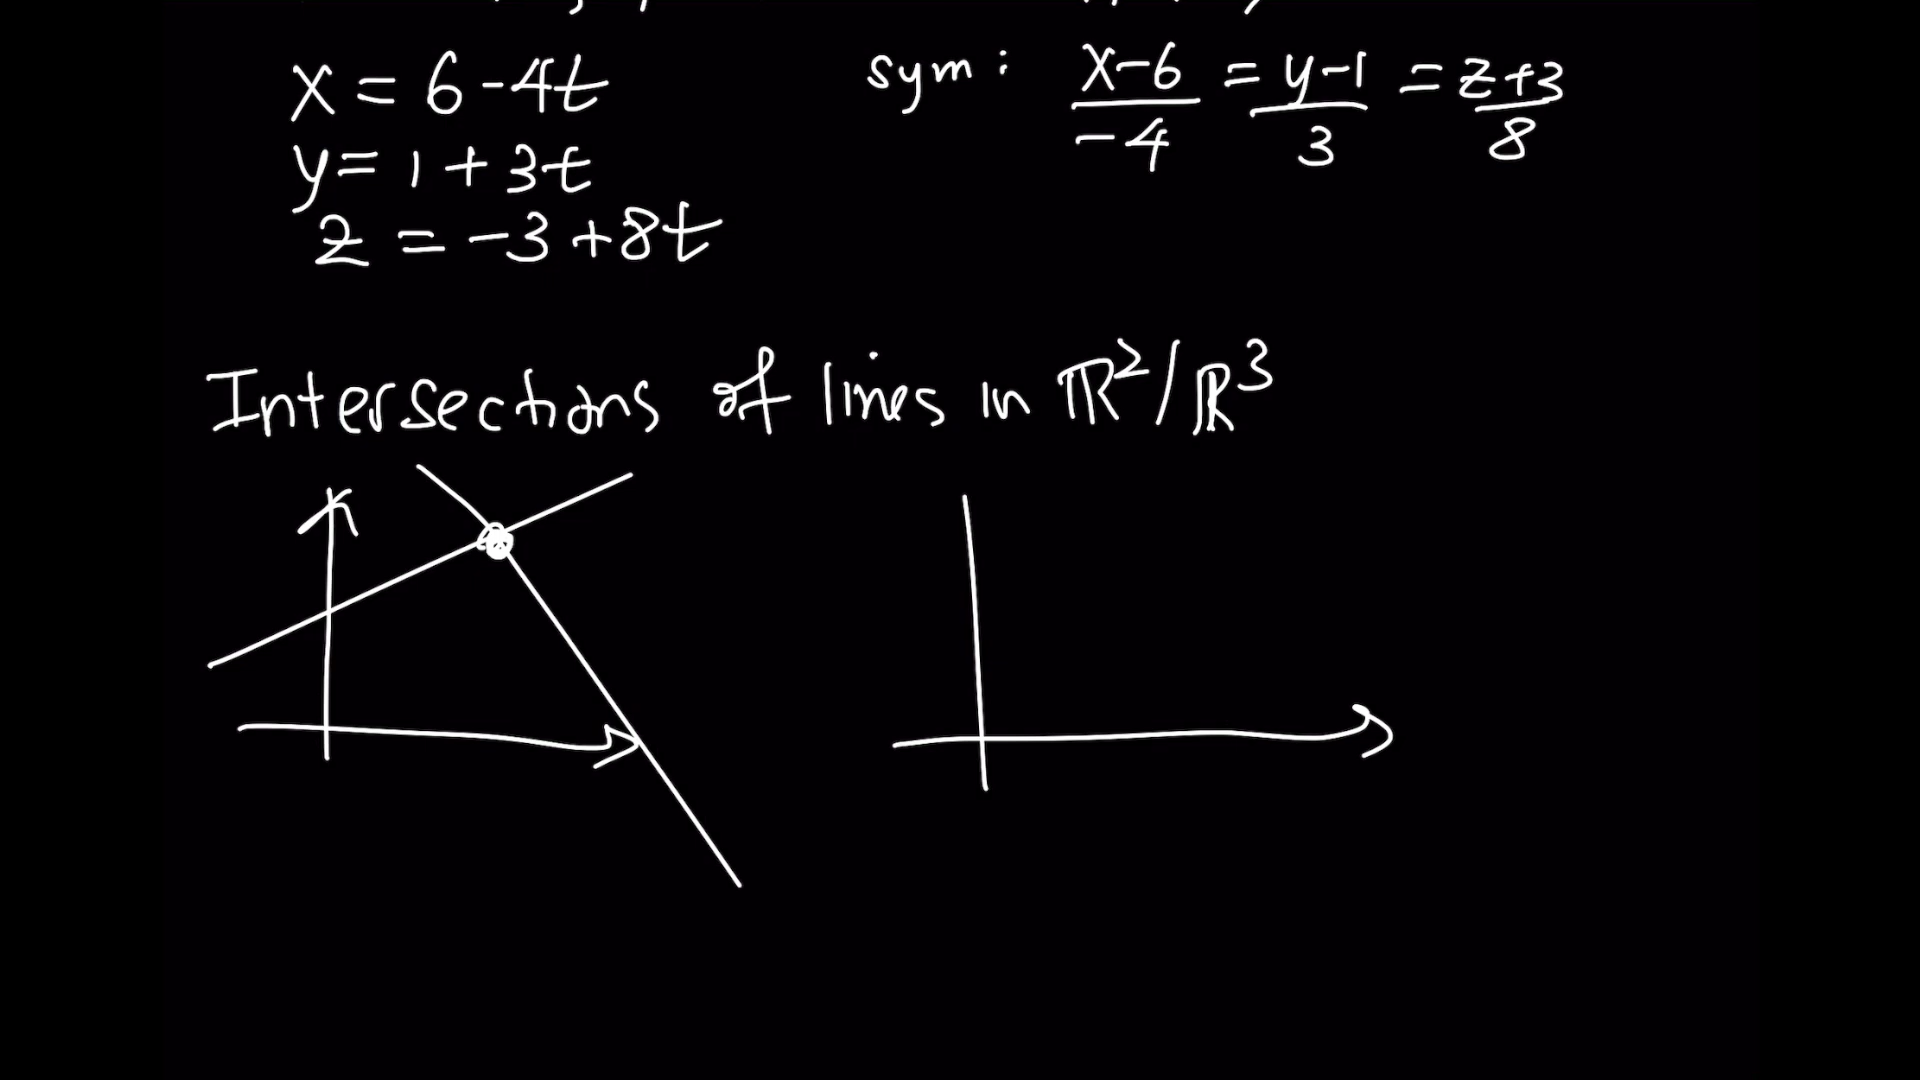 x = 6 - 4t
y = 1 + 3t
z = -3 + 8t
sym: (x-6)/-4 = (y-1)/3 = (z+3)/8
Intersections of lines in ℝ²/ℝ³